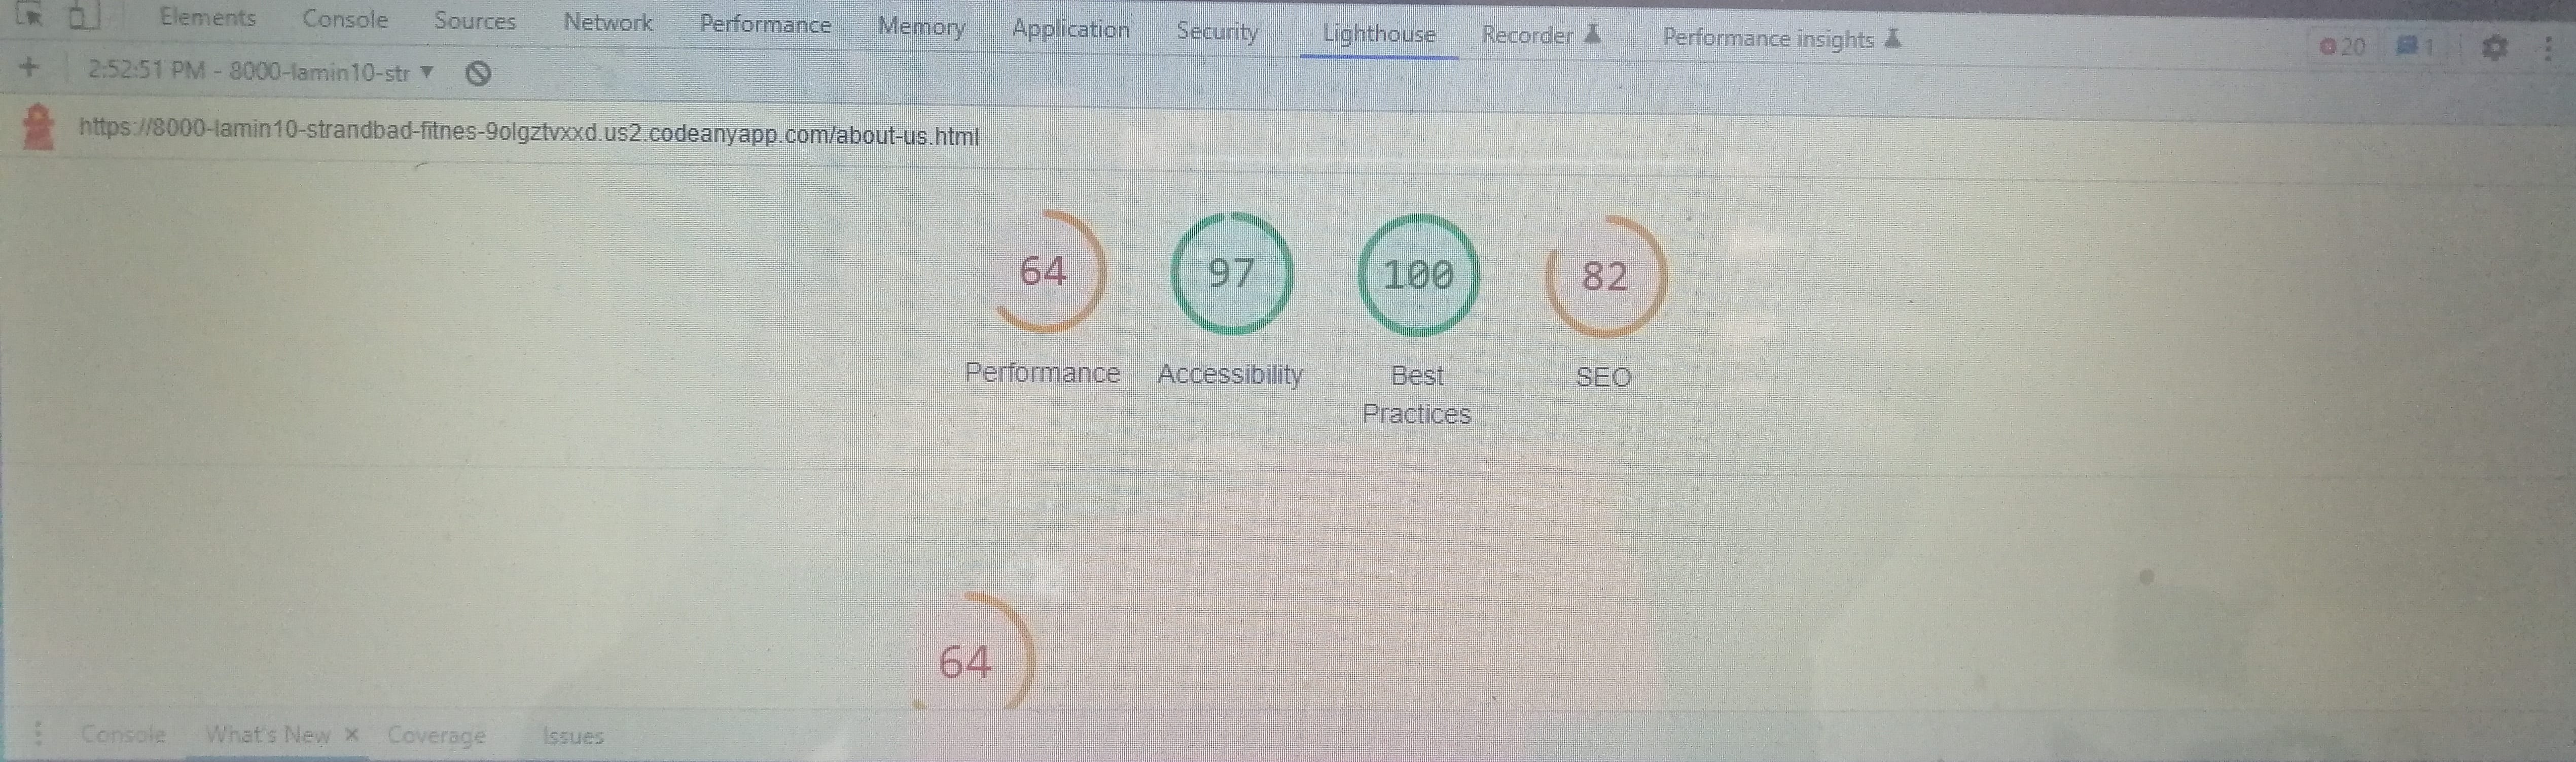 Elements Console Sources Network Performance Memory Application Security Lighthouse Recorder Performance insights 20 1
2:52:51 PM - 8000-lamin10-str
https://8000-lamin10-strandbad-fitnes-9olgztvxxd.us2.codeanyapp.com/about-us.html
64 97 100 82
Performance Accessibility Best Practices SEO
64
Console What's New × Coverage Issues